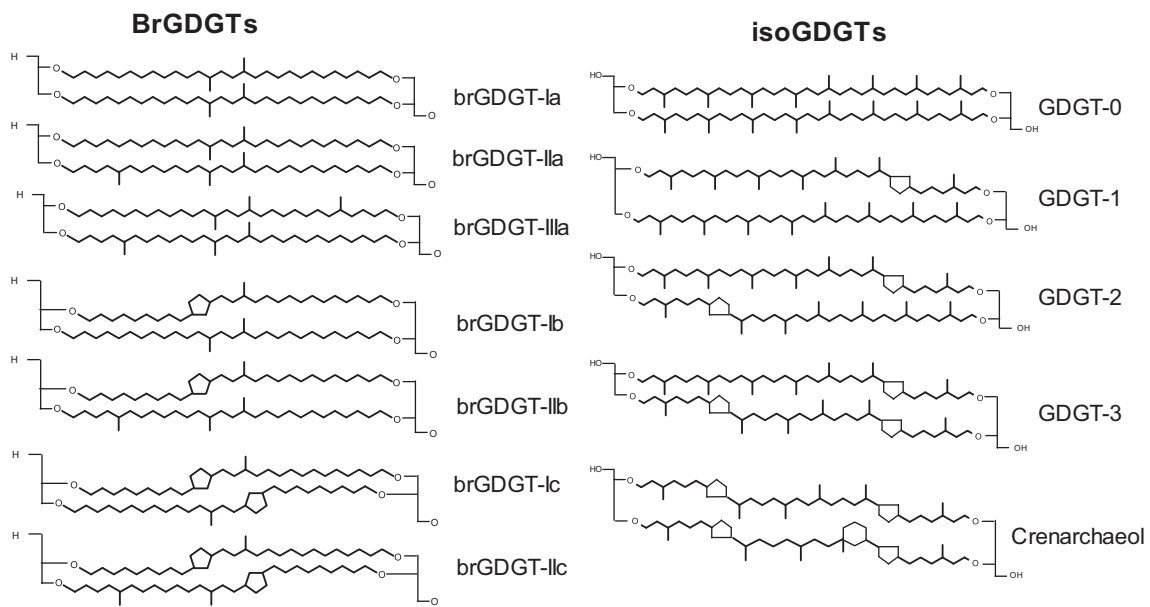 BrGDGTs
H
O
O
O
O
O
brGDGT-Ia
H
O
O
O
O
O
brGDGT-IIa
H
O
O
O
O
O
brGDGT-IIIa
H
O
O
O
O
O
brGDGT-Ib
H
O
O
O
O
O
brGDGT-IIb
H
O
O
O
O
O
brGDGT-Ic
H
O
O
O
O
O
brGDGT-IIc
isoGDGTs
HO
O
O
O
O
OH
GDGT-0
HO
O
O
O
O
OH
GDGT-1
HO
O
O
O
O
OH
GDGT-2
HO
O
O
O
O
OH
GDGT-3
HO
O
O
O
O
OH
Crenarchaeol